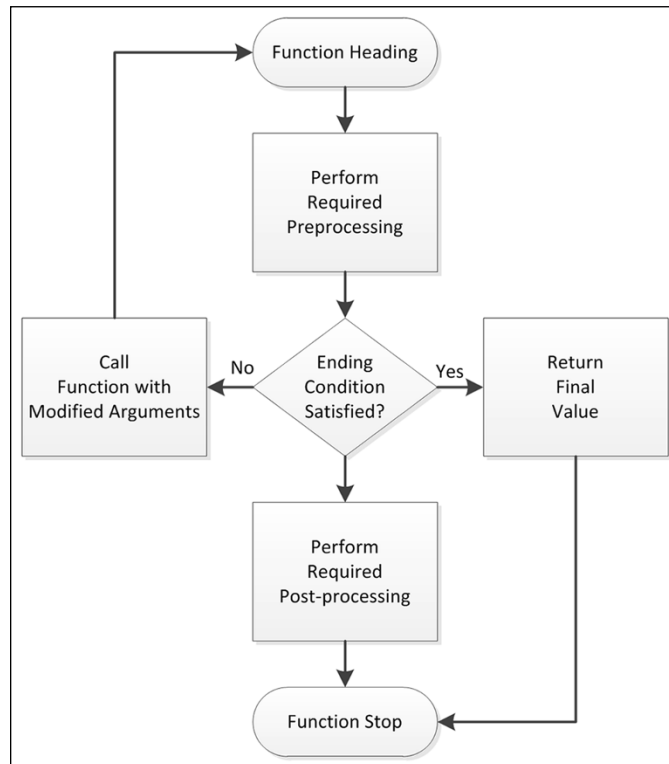 Function Heading
Perform
Required
Preprocessing
Call
Function with
Modified Arguments
No
Ending
Condition
Satisfied?
Yes
Return
Final
Value
Perform
Required
Post-processing
Function Stop